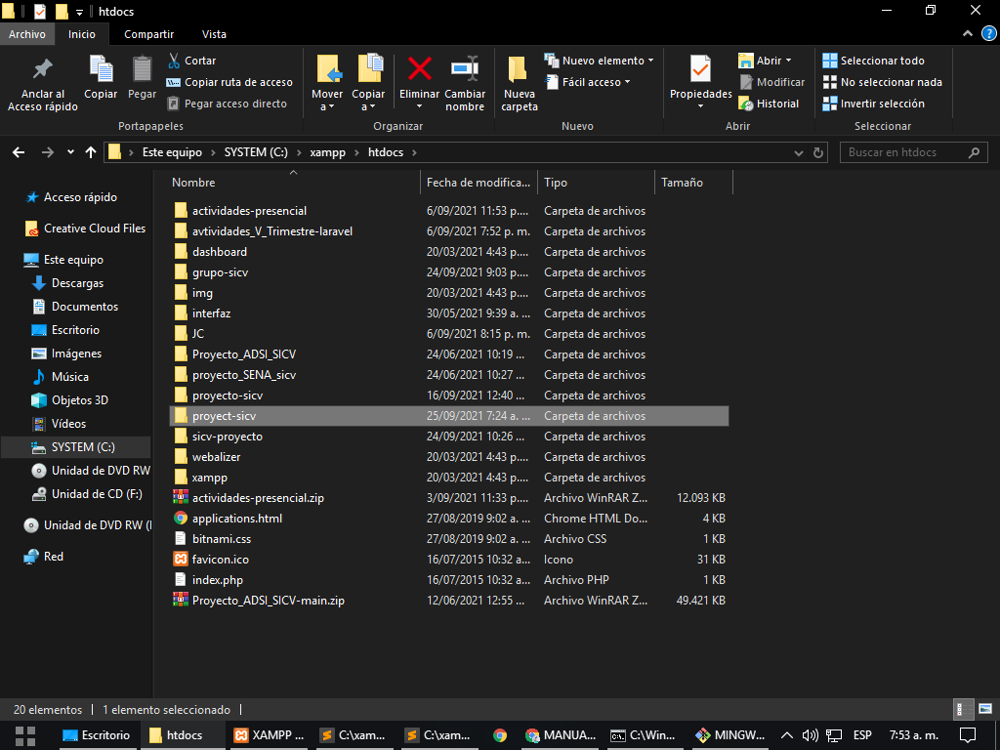 htdocs
Archivo Inicio Compartir Vista
Anclar al Acceso rápido
Copiar
Pegar
Cortar
Copiar ruta de acceso
Pegar acceso directo
Portapapeles
Mover a
Copiar a
Eliminar
Cambiar nombre
Organizar
Nueva carpeta
Nuevo elemento
Fácil acceso
Nuevo
Propiedades
Abrir
Modificar
Historial
Abrir
Seleccionar todo
No seleccionar nada
Invertir selección
Seleccionar
Este equipo > SYSTEM (C:) > xampp > htdocs >
Buscar en htdocs
Acceso rápido
Creative Cloud Files
Este equipo
Descargas
Documentos
Escritorio
Imágenes
Música
Objetos 3D
Vídeos
SYSTEM (C:)
Unidad de DVD RW
Unidad de CD (F:)
Unidad de DVD RW (
Red
Nombre Fecha de modifica... Tipo Tamaño
actividades-presencial 6/09/2021 11:53 p.... Carpeta de archivos
avtividades_V_Trimestre-laravel 6/09/2021 7:52 p. m. Carpeta de archivos
dashboard 20/03/2021 4:43 p.... Carpeta de archivos
grupo-sicv 24/09/2021 9:03 p.... Carpeta de archivos
img 20/03/2021 4:43 p.... Carpeta de archivos
interfaz 30/05/2021 9:39 a. ... Carpeta de archivos
JC 6/09/2021 8:15 p. m. Carpeta de archivos
Proyecto_ADSI_SICV 24/06/2021 10:19 ... Carpeta de archivos
proyecto_SENA_sicv 24/06/2021 10:27 ... Carpeta de archivos
proyecto-sicv 16/09/2021 12:40 ... Carpeta de archivos
proyect-sicv 25/09/2021 7:24 a. ... Carpeta de archivos
sicv-proyecto 24/09/2021 10:26 ... Carpeta de archivos
webalizer 20/03/2021 4:43 p.... Carpeta de archivos
xampp 20/03/2021 4:43 p.... Carpeta de archivos
actividades-presencial.zip 3/09/2021 11:33 p.... Archivo WinRAR Z... 12.093 KB
applications.html 27/08/2019 9:02 a. ... Chrome HTML Do... 4 KB
bitnami.css 27/08/2019 9:02 a. ... Archivo CSS 1 KB
favicon.ico 16/07/2015 10:32 a... Icono 31 KB
index.php 16/07/2015 10:32 a... Archivo PHP 1 KB
Proyecto_ADSI_SICV-main.zip 12/06/2021 12:55 ... Archivo WinRAR Z... 49.421 KB
20 elementos 1 elemento seleccionado
Escritorio htdocs XAMPP ... C:\xam... C:\xam... MANUA... C:\Win... MINGW... ESP 7:53 a. m.